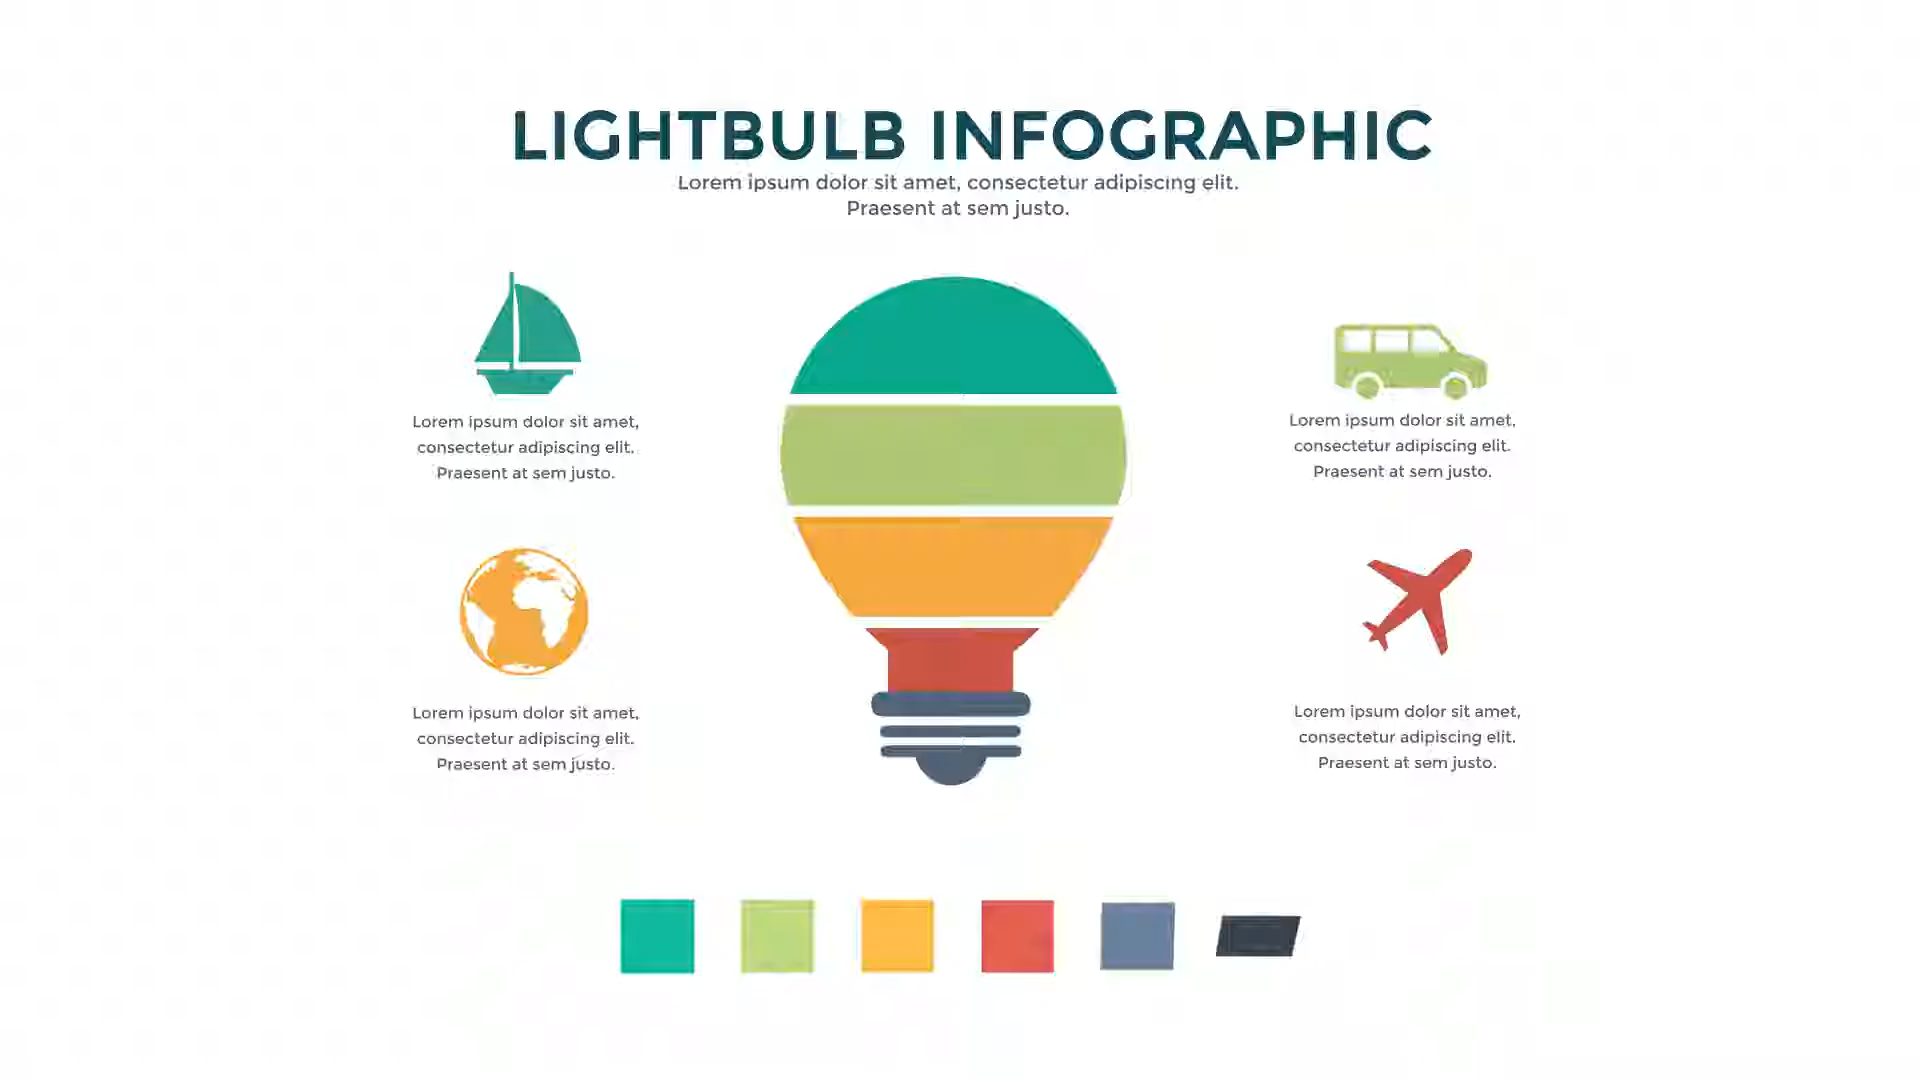 LIGHTBULB INFOGRAPHIC
Lorem ipsum dolor sit amet, consectetur adipiscing elit.
Praesent at sem justo.
Lorem ipsum dolor sit amet,
consectetur adipiscing elit.
Praesent at sem justo.
Lorem ipsum dolor sit amet,
consectetur adipiscing elit.
Praesent at sem justo.
Lorem ipsum dolor sit amet,
consectetur adipiscing elit.
Praesent at sem justo.
Lorem ipsum dolor sit amet,
consectetur adipiscing elit.
Praesent at sem justo.